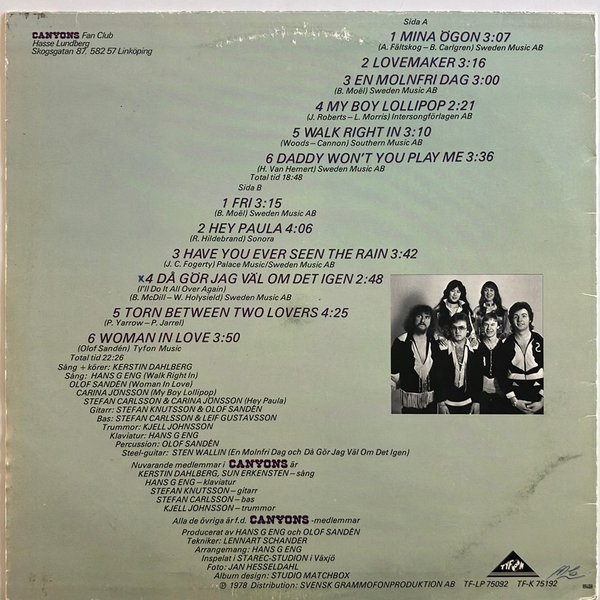 CANYONS Fan Club
Hasse Lundberg
Skogsgatan 87, 582 57 Linköping
Side A
1 MINA ÖGON 3:07
(A. Fältskog – B. Carlgren) Sweden Music AB
2 LOVEMAKER 3:16
3 EN MOLNFRI DAG 3:00
(B. Moël) Sweden Music AB
4 MY BOY LOLLIPOP 2:21
(J. Roberts – L. Morris) Intersongförlagen AB
5 WALK RIGHT IN 3:10
(Woods – Cannon) Southern Music AB
6 DADDY WON'T YOU PLAY ME 3:36
(H. Van Hemert) Sweden Music AB
Total tid 18:48
Sida B
1 FRI 3:15
(B. Moël) Sweden Music AB
2 HEY PAULA 4:06
(R. Hildebrand) Sonora
3 HAVE YOU EVER SEEN THE RAIN 3:42
(J. C. Fogerty) Palace Music/Sweden Music AB
x4 DÅ GÖR JAG VÄL OM DET IGEN 2:48
(I'll Do It All Over Again)
(B. McDill – W. Holysield) Sweden Music AB
5 TORN BETWEEN TWO LOVERS 4:25
(P. Yarrow – P. Jarrel)
6 WOMAN IN LOVE 3:50
(Olof Sandén) Tyfon Music
Total tid 22:26
Sång + körer: KERSTIN DAHLBERG
Sång: HANS G ENG (Walk Right In)
OLOF SANDÉN (Woman In Love)
CARINA JÖNSSON (My Boy Lollipop)
STEFAN CARLSSON & CARINA JÖNSSON (Hey Paula)
Gitarr: STEFAN KNUTSSON & OLOF SANDÉN
Bas: STEFAN CARLSSON & LEIF GUSTAVSSON
Trummor: KJELL JOHNSSON
Klaviatur: HANS G ENG
Percussion: OLOF SANDÉN
Steel-guitar: STEN WALLIN (En Molnfri Dag och Då Gör Jag Väl Om Det Igen)
Nuvarande medlemmar i CANYONS är
KERSTIN DAHLBERG, SUN ERKENSTEN – sång
HANS G ENG – klaviatur
STEFAN KNUTSSON – gitarr
STEFAN CARLSSON – bas
KJELL JOHNSSON – trummor
Alla de övriga är f.d. CANYONS -medlemmar
Producerat av HANS G ENG och OLOF SANDÉN
Tekniker: LENNART SCHANDER
Arrangemang: HANS G ENG
Inspelat i STAREC-STUDION i Växjö
Foto: JAN HESSELDAHL
Album design: STUDIO MATCHBOX
℗ 1978 Distribution: SVENSK GRAMMOFONPRODUKTION AB
TYFON
TF-LP 75092 TF-K 75192